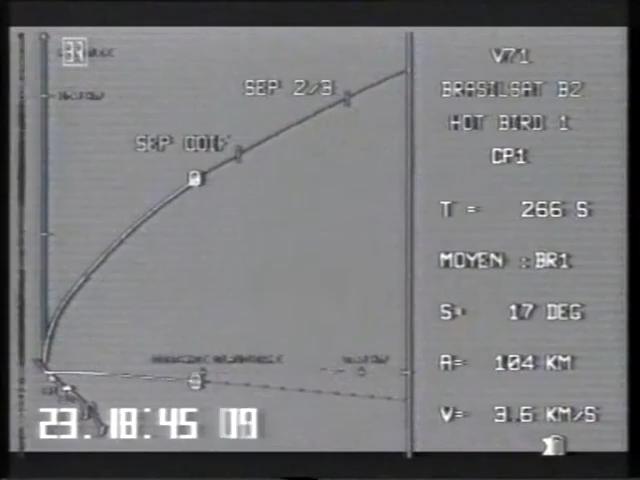 V71
BRASILSAT B2
HOT BIRD 1
CP1
T = 266 S
MOYEN : BR1
S= 17 DEG
A= 104 KM
V= 3.6 KM/S
SEP 2/3
SEP COIF
23.18:45 09